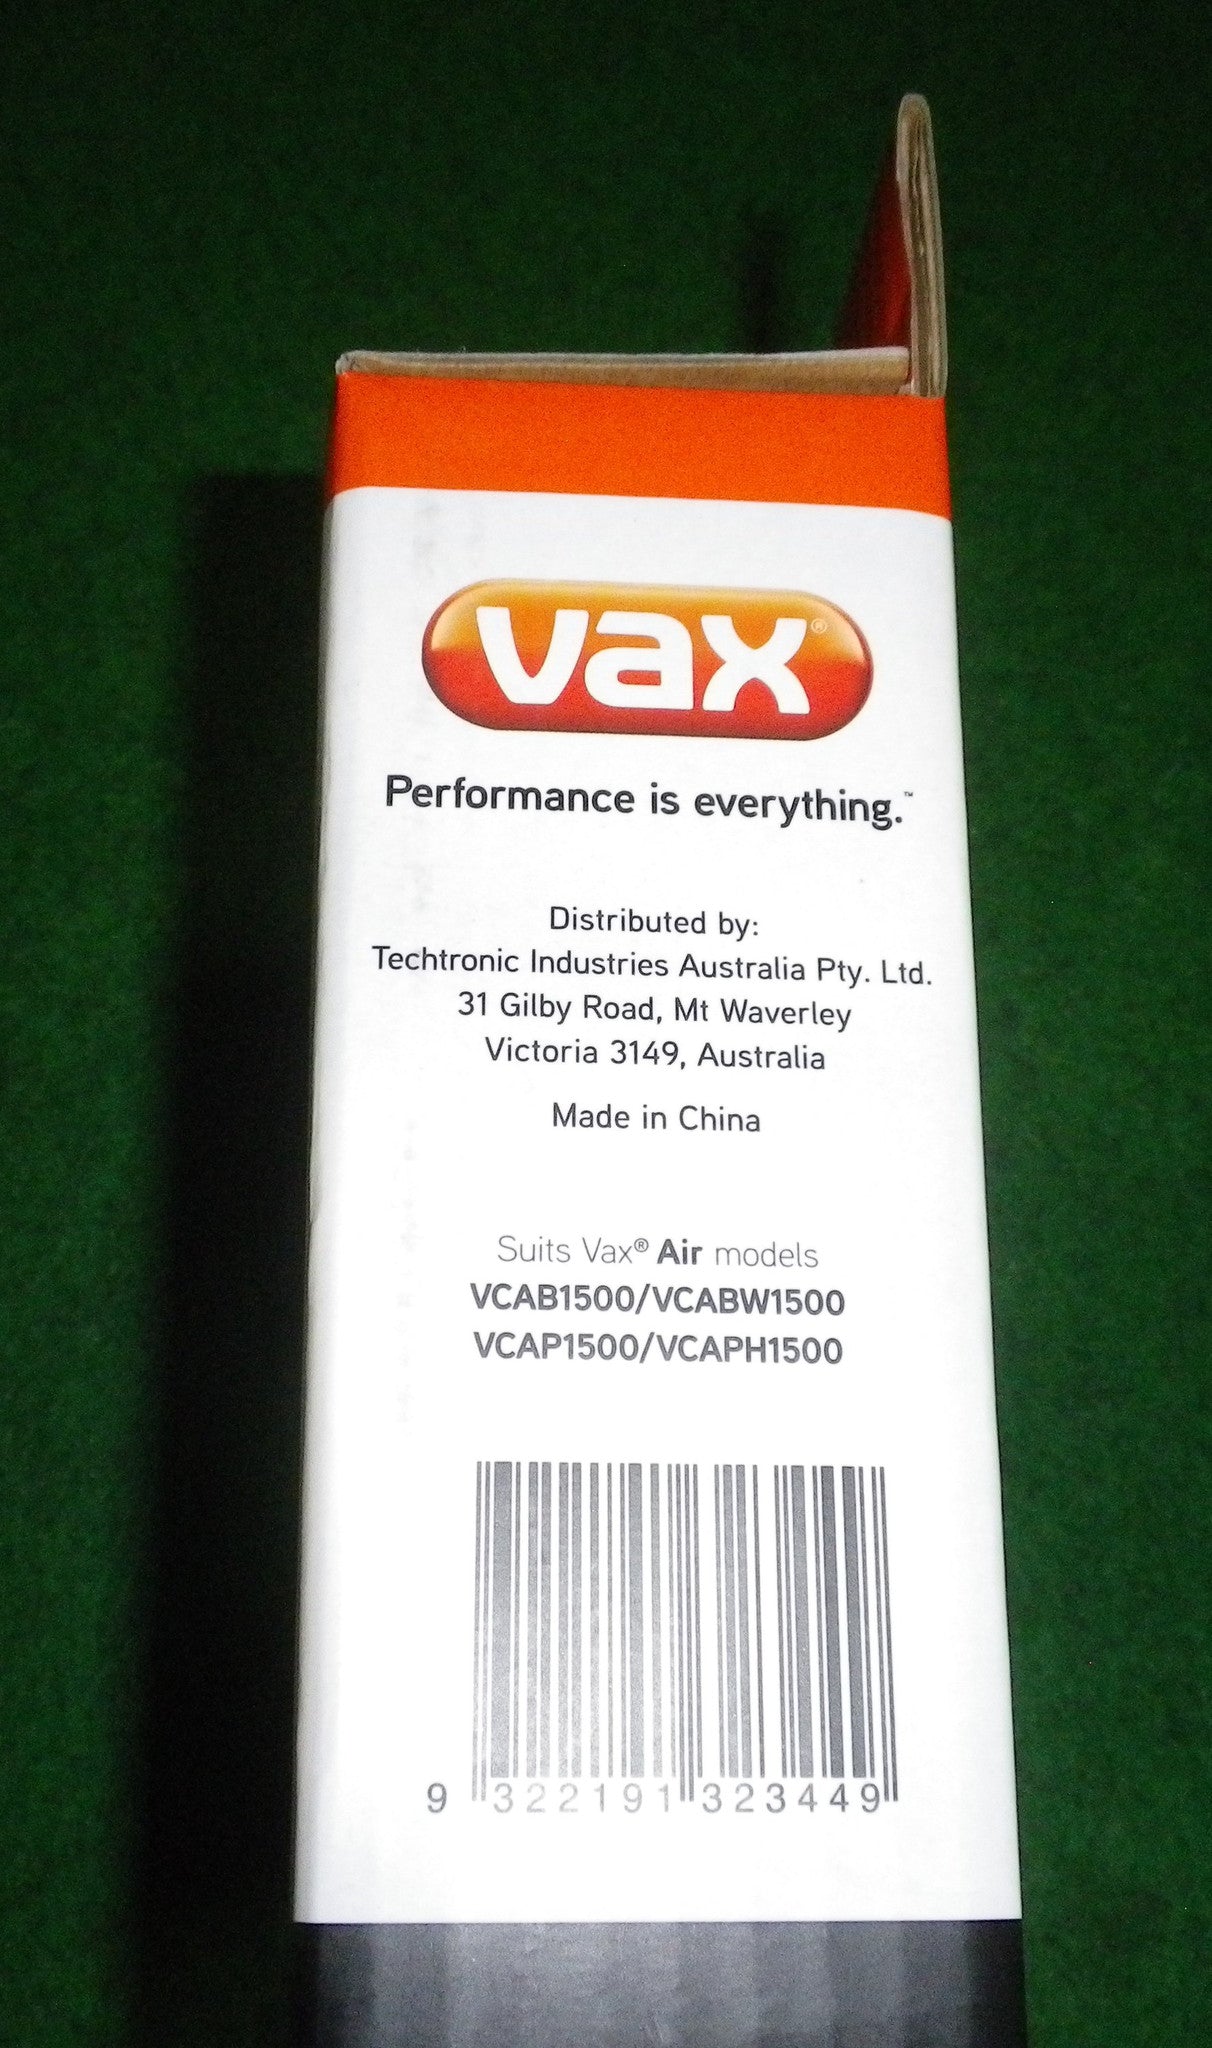 vax®
Performance is everything.™
Distributed by:
Techtronic Industries Australia Pty. Ltd.
31 Gilby Road, Mt Waverley
Victoria 3149, Australia
Made in China
Suits Vax® Air models
VCAB1500/VCABW1500
VCAP1500/VCAPH1500
9 322191 323449